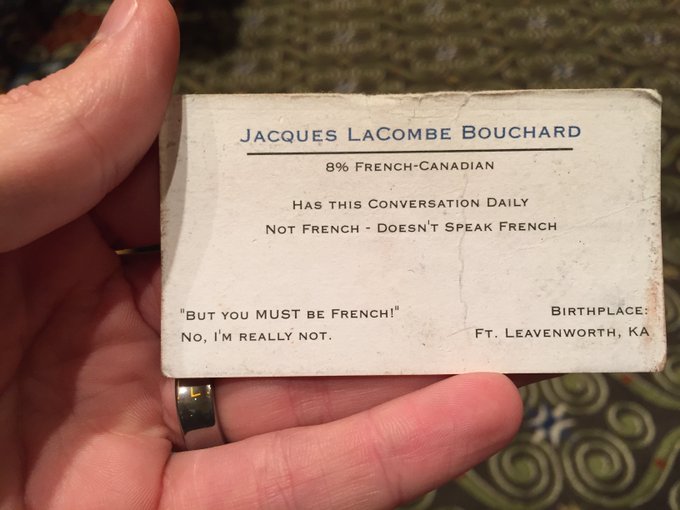 Jacques LaCombe Bouchard
8% French-Canadian
Has this Conversation Daily
Not French - Doesn't Speak French
"But you MUST be French!"
No, I'm really not.
Birthplace:
Ft. Leavenworth, KA